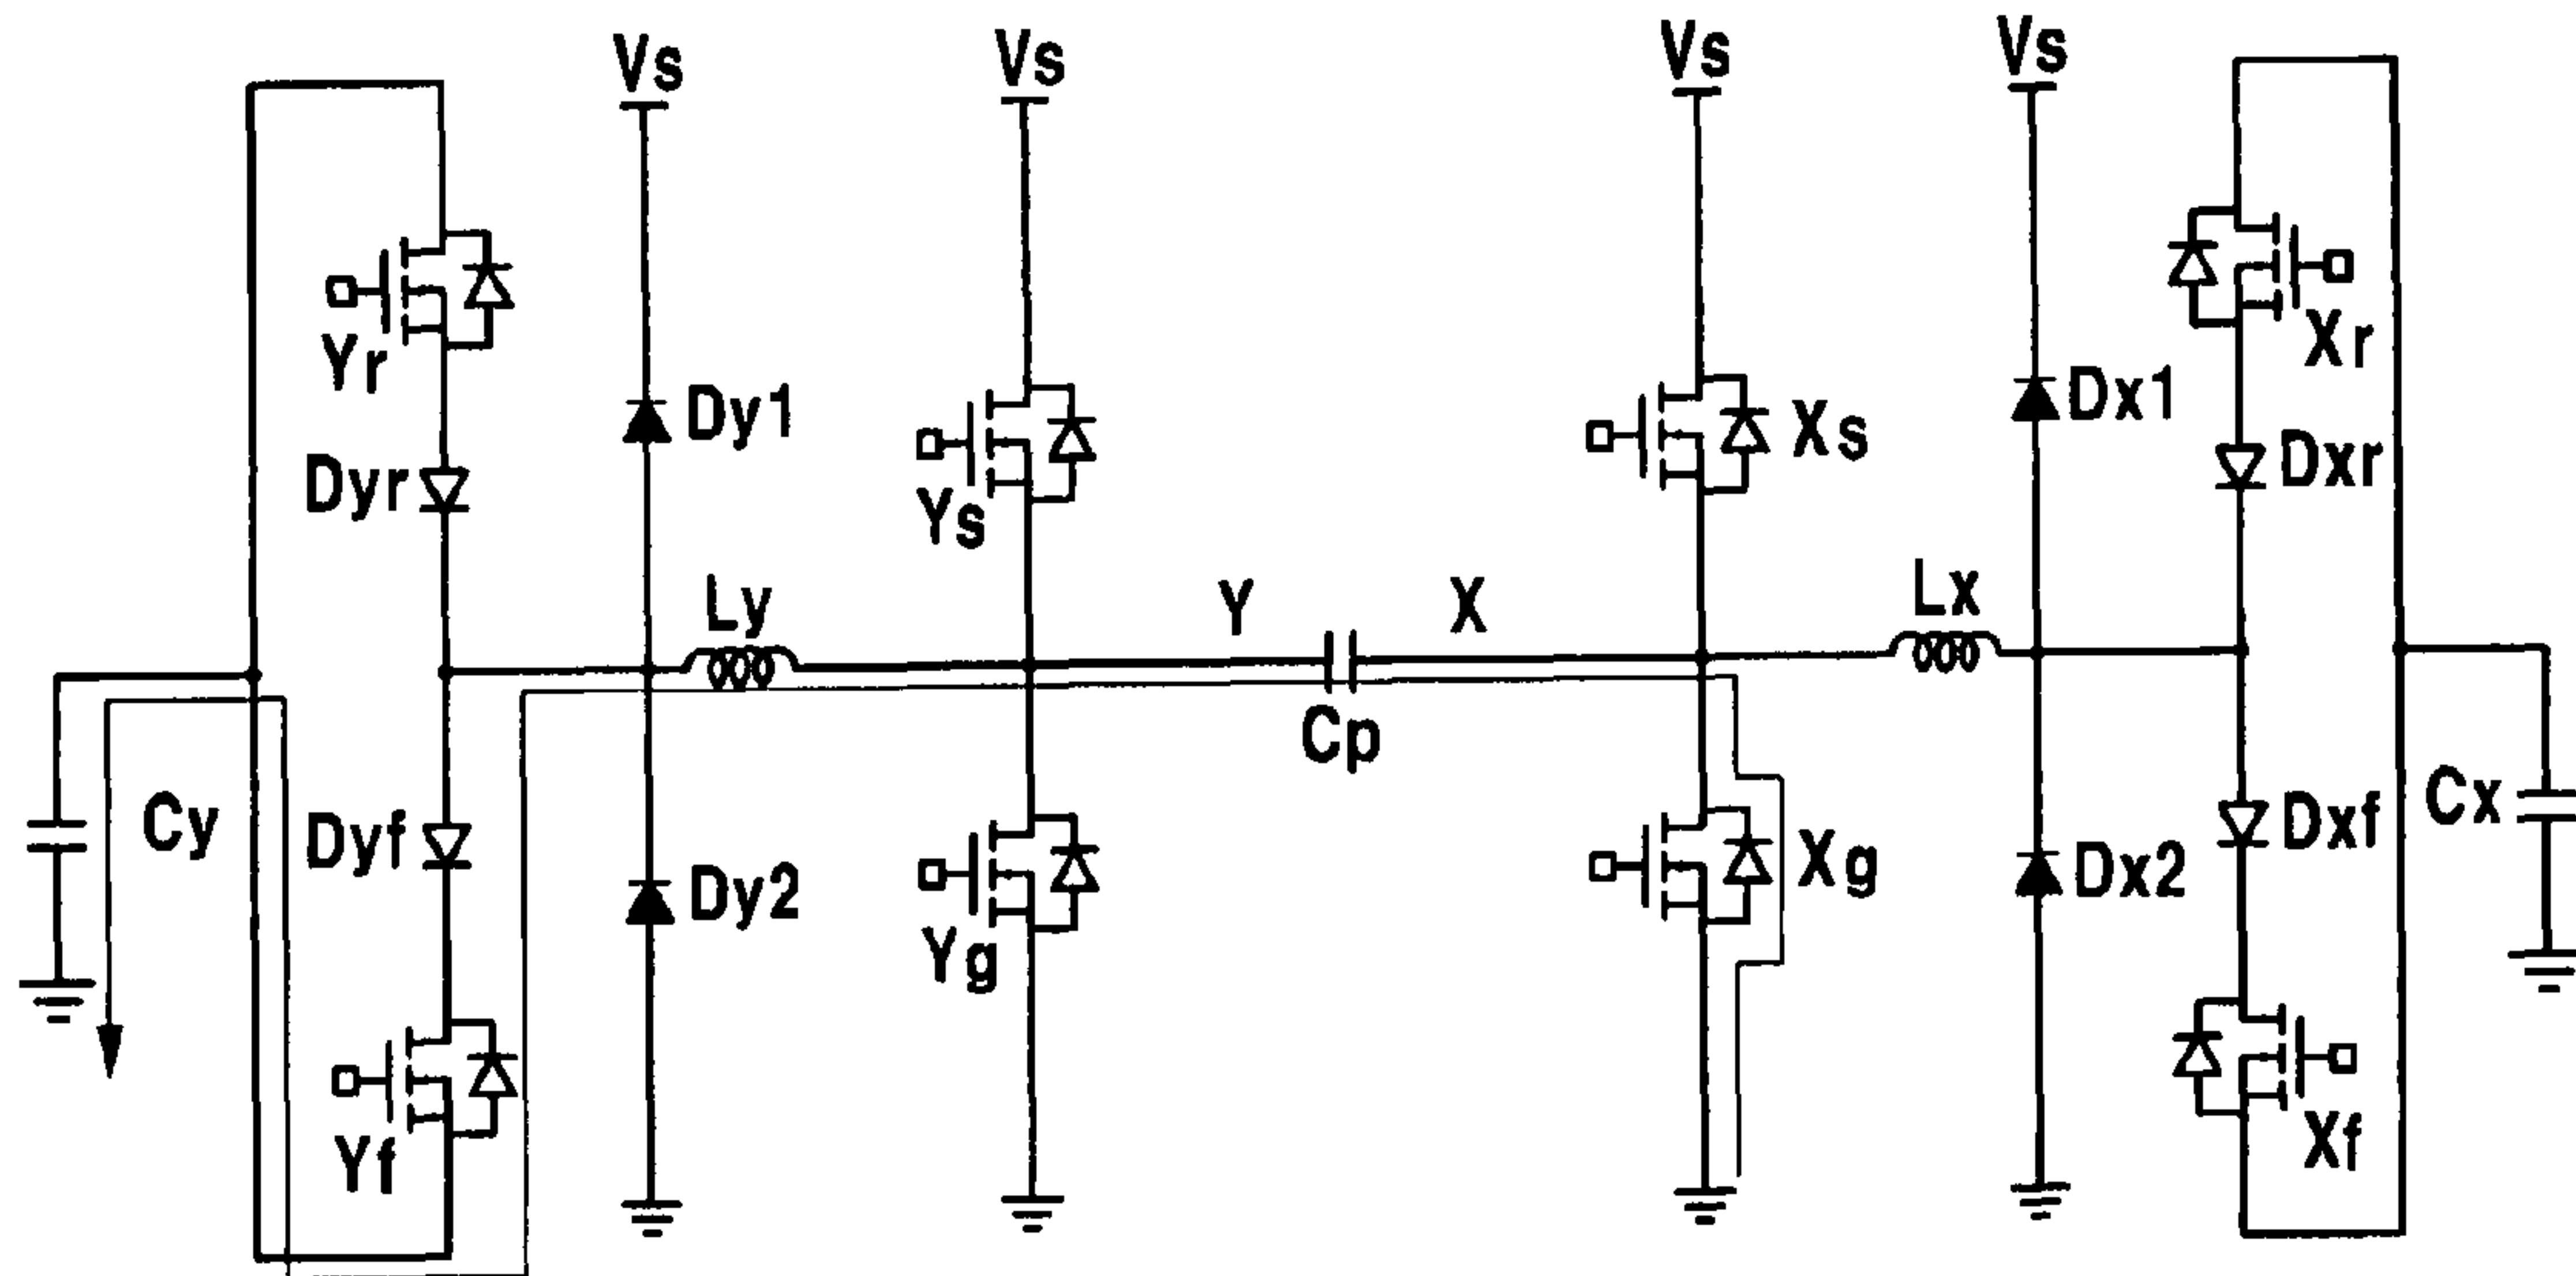 Vs
Vs
Vs
Vs
Yr
Xr
Dy1
Dx1
Xs
Dyr
Dxr
Ys
Ly
Y
X
Lx
Cp
Cy
Dyf
Dy2
Yg
Xg
Dx2
Dxf
Cx
Yf
Xf